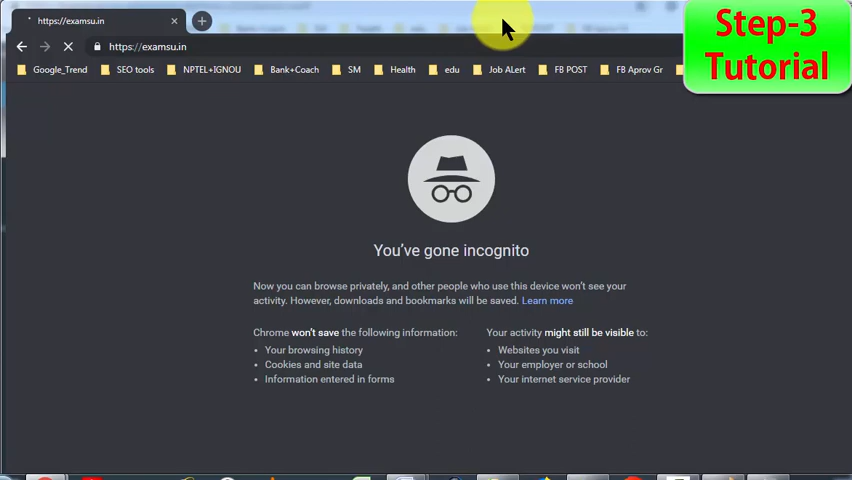 https://examsu.in
Step-3
Tutorial
https://examsu.in
Google_Trend SEO tools NPTEL+IGNOU Bank+Coach SM Health edu Job ALert FB POST FB Aprov Gr
You've gone incognito
Now you can browse privately, and other people who use this device won't see your
activity. However, downloads and bookmarks will be saved. Learn more
Chrome won't save the following information:
Your browsing history
Cookies and site data
Information entered in forms
Your activity might still be visible to:
Websites you visit
Your employer or school
Your internet service provider